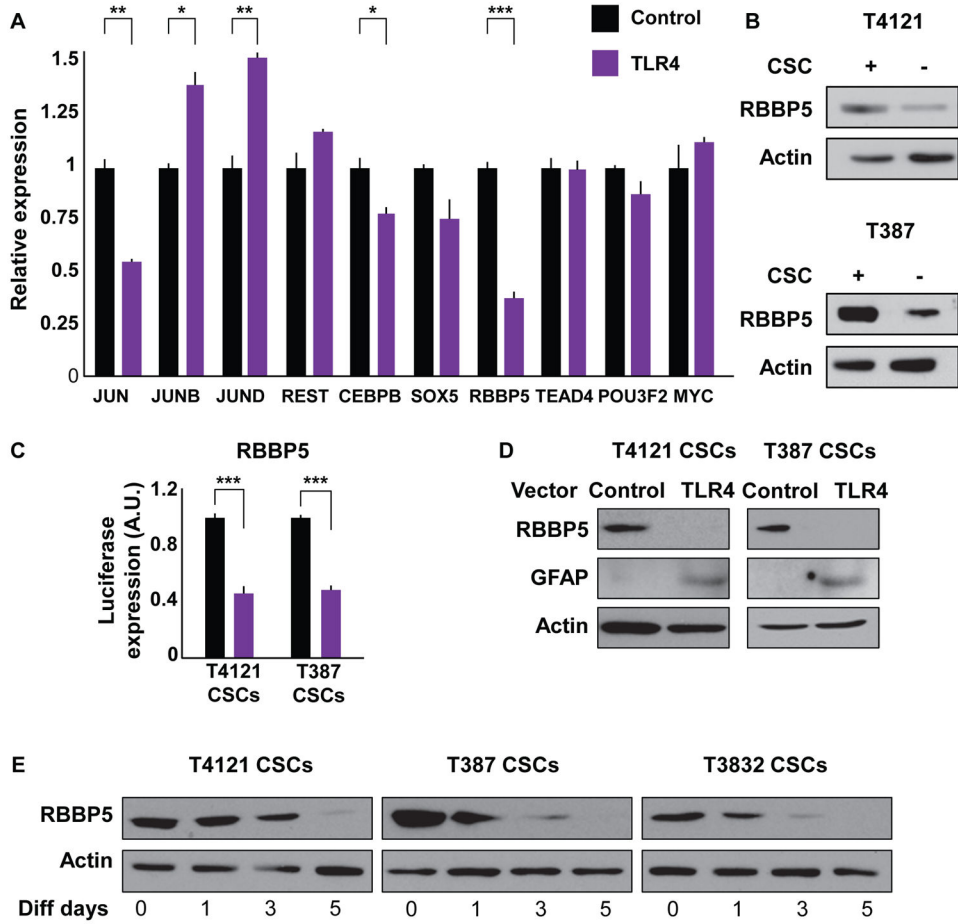 A
** * ** * ***
Control
TLR4
Relative expression
1.5
1.25
1
0.75
0.5
0.25
0
JUN JUNB JUND REST CEBPB SOX5 RBBP5 TEAD4 POU3F2 MYC
B
T4121
CSC + -
RBBP5
Actin
T387
CSC + -
RBBP5
Actin
C
RBBP5
Luciferase
expression (A.U.)
1.2
0.8
0.4
0
*** ***
T4121 T387
CSCs CSCs
D
T4121 CSCs T387 CSCs
Vector Control TLR4 Control TLR4
RBBP5
GFAP
Actin
E
T4121 CSCs T387 CSCs T3832 CSCs
RBBP5
Actin
Diff days 0 1 3 5 0 1 3 5 0 1 3 5